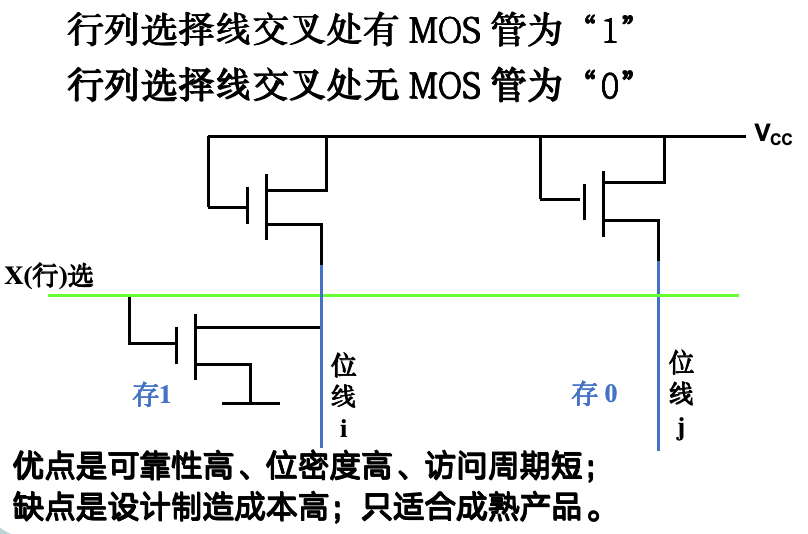 行列选择线交叉处有 MOS 管为“1”
行列选择线交叉处无 MOS 管为“0”
VCC
X(行)选
存1
位线i
存 0
位线j
优点是可靠性高、位密度高、访问周期短；
缺点是设计制造成本高；只适合成熟产品。